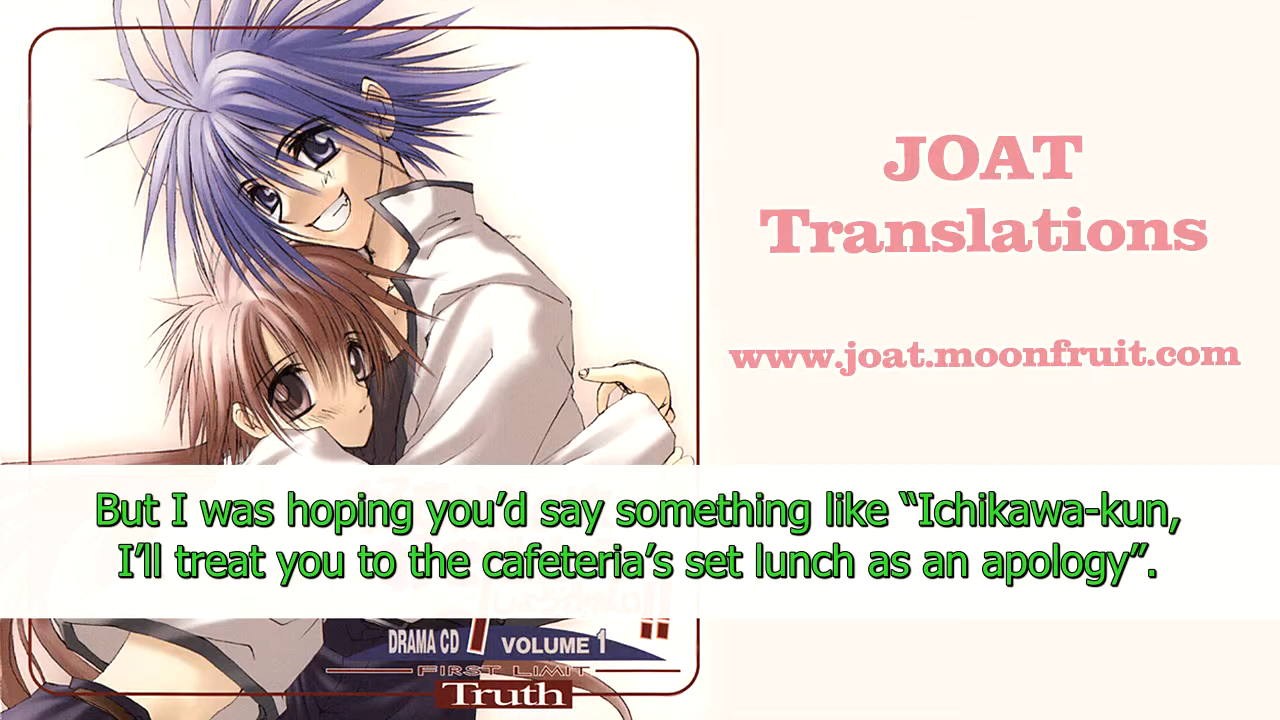 JOAT
Translations
www.joat.moonfruit.com
But I was hoping you’d say something like “Ichikawa-kun,
I’ll treat you to the cafeteria’s set lunch as an apology”.
DRAMA CD VOLUME 1
FIRST LIMIT
Truth